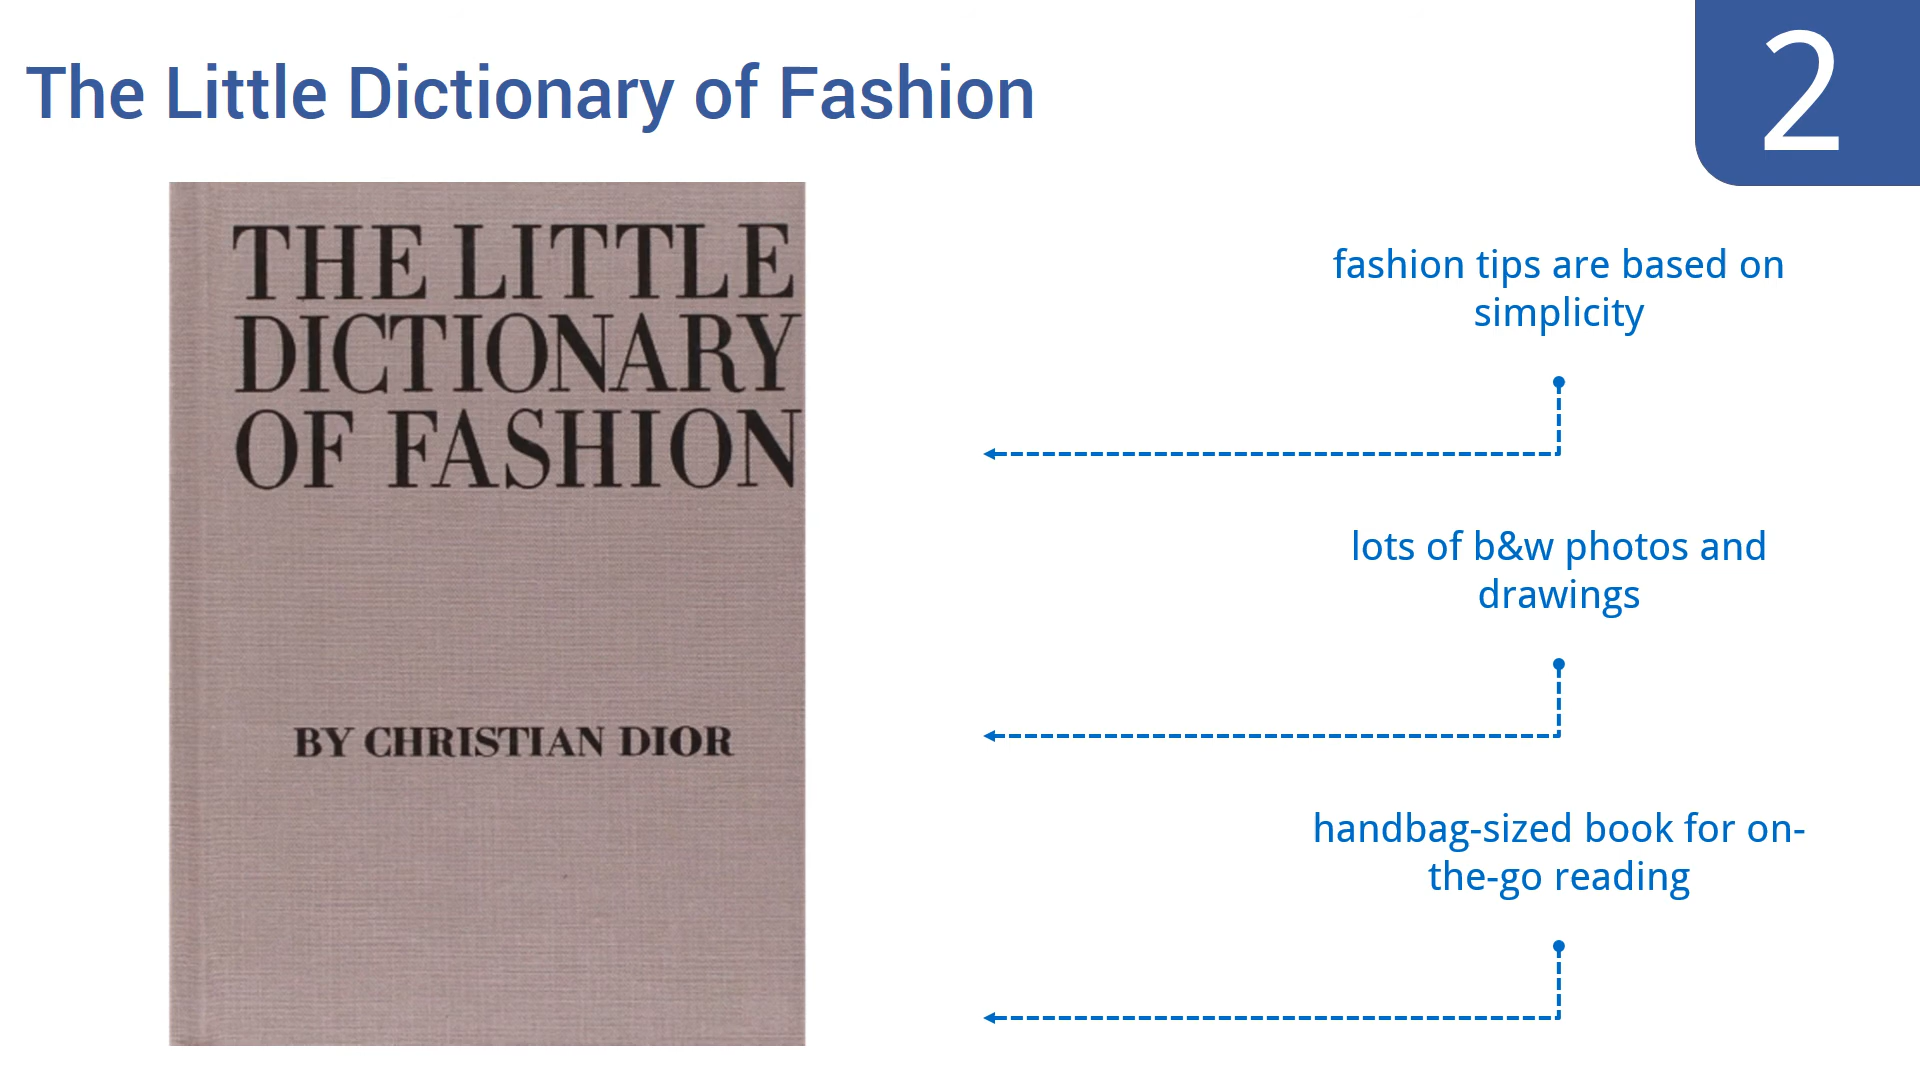 The Little Dictionary of Fashion
2
THE LITTLE
DICTIONARY
OF FASHION
BY CHRISTIAN DIOR
fashion tips are based on
simplicity
lots of b&w photos and
drawings
handbag-sized book for on-
the-go reading